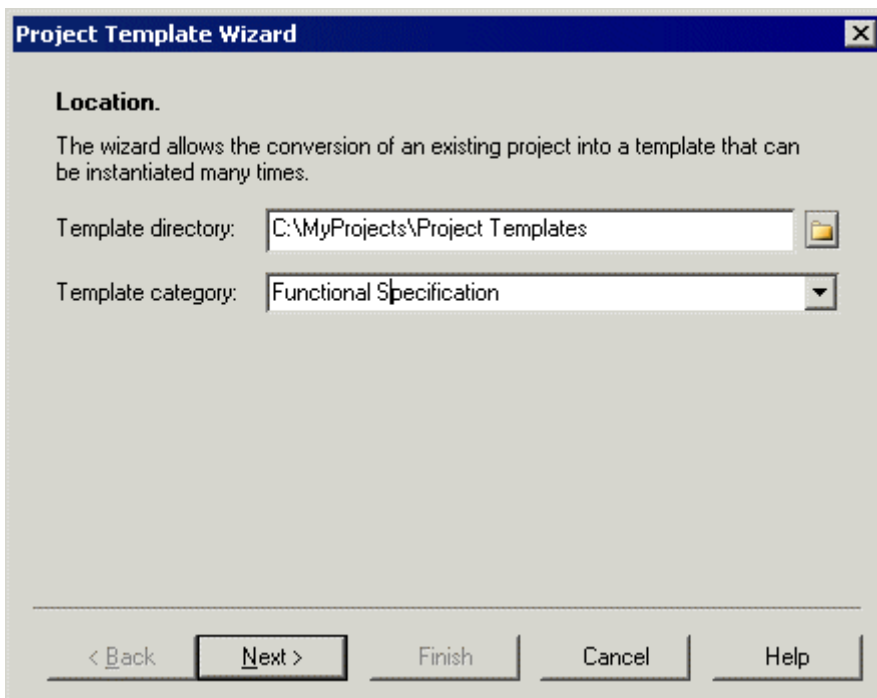 Project Template Wizard
Location.
The wizard allows the conversion of an existing project into a template that can
be instantiated many times.
Template directory: C:\MyProjects\Project Templates
Template category: Functional Specification
< Back Next > Finish Cancel Help